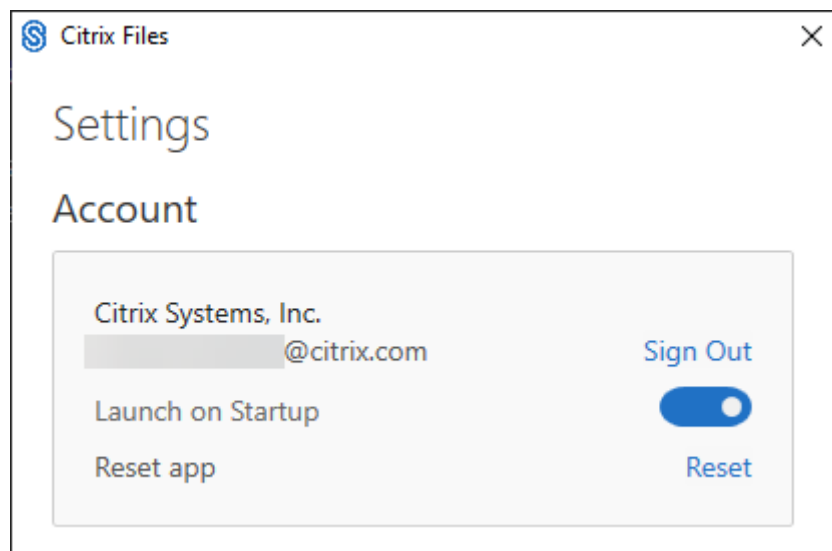 Citrix Files
Settings
Account
Citrix Systems, Inc.
@citrix.com Sign Out
Launch on Startup
Reset app Reset